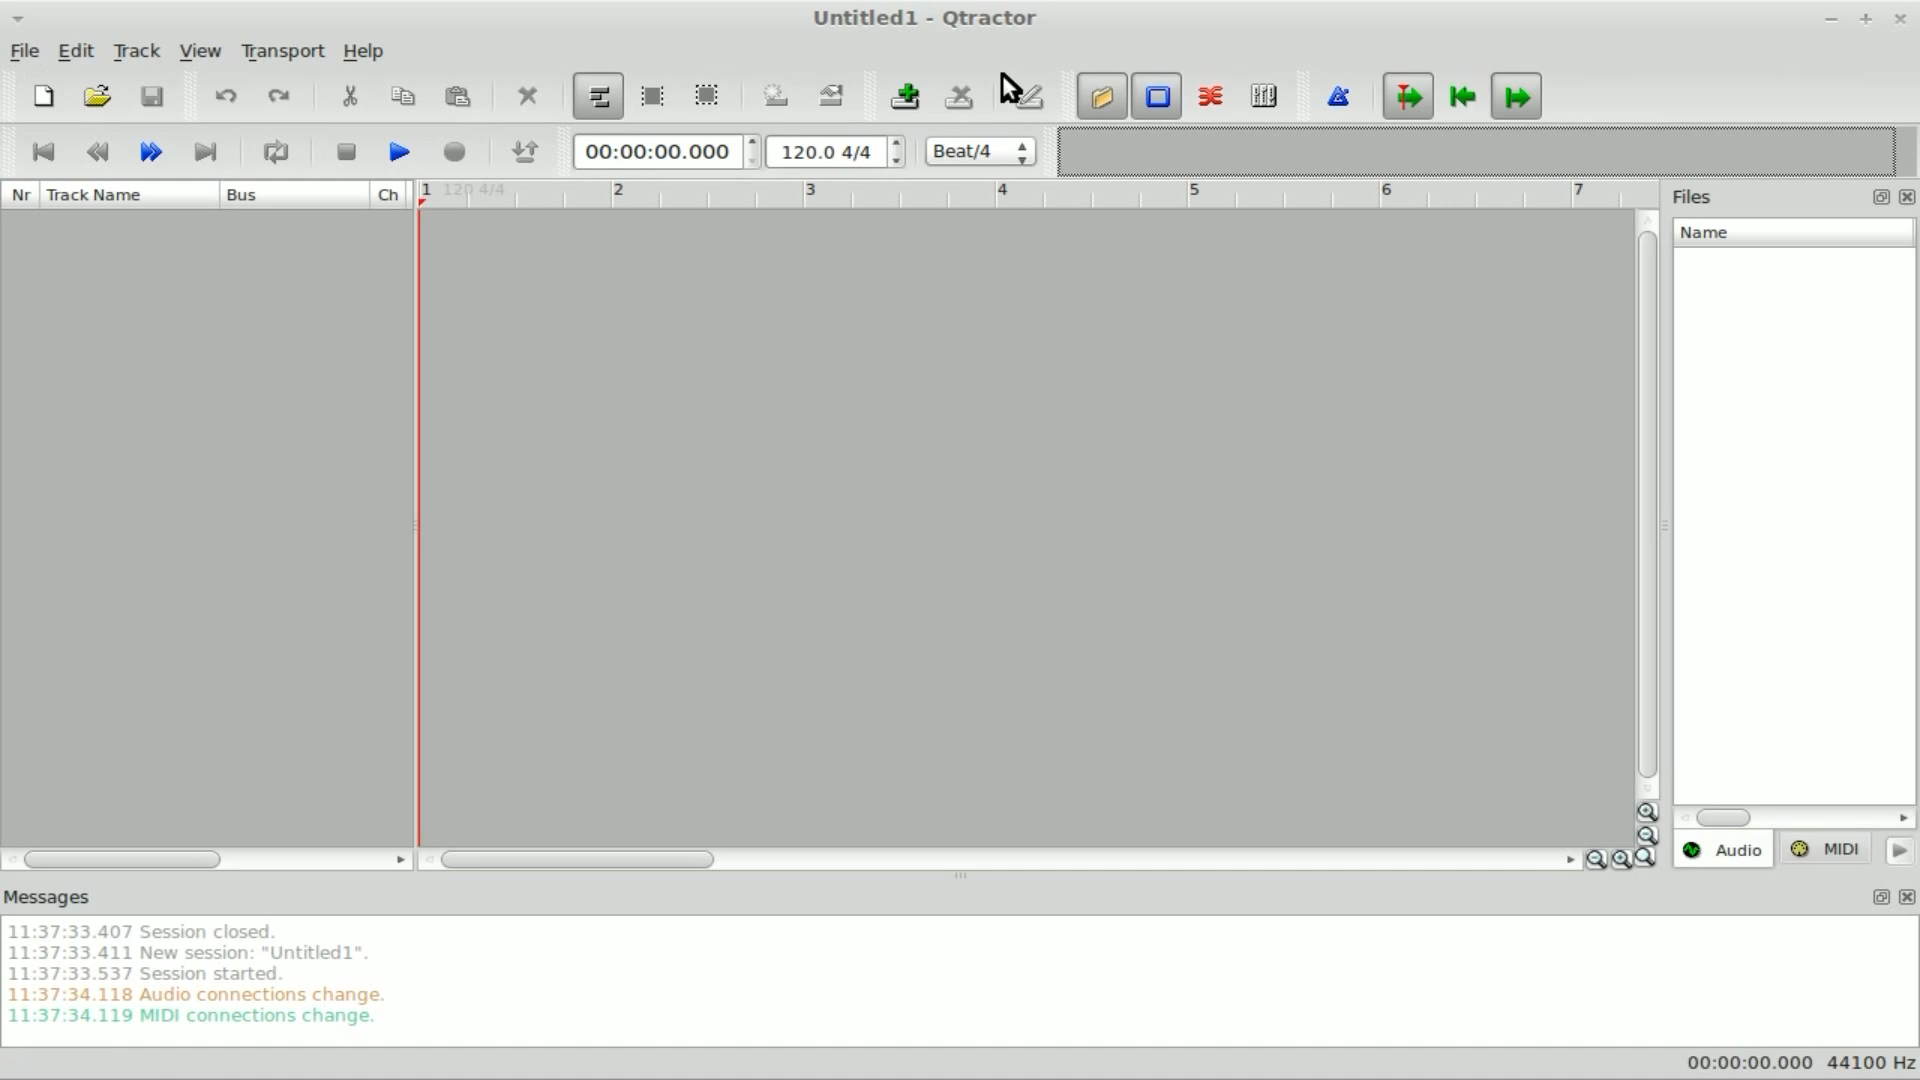 Untitled1 - Qtractor
File Edit Track View Transport Help
00:00:00.000 120.0 4/4 Beat/4
Nr Track Name Bus Ch
1 120 4/4 2 3 4 5 6 7
Files
Name
Audio MIDI
Messages
11:37:33.407 Session closed.
11:37:33.411 New session: "Untitled1".
11:37:33.537 Session started.
11:37:34.118 Audio connections change.
11:37:34.119 MIDI connections change.
00:00:00.000 44100 Hz